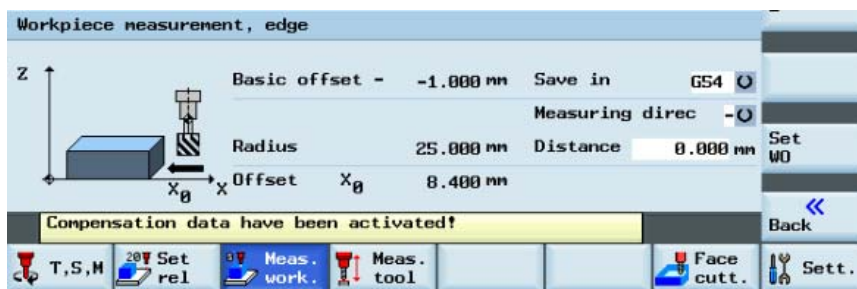 Workpiece measurement, edge
Z
Basic offset - -1.000 mm Save in G54
Measuring direc -
Radius 25.000 mm Distance 0.000 mm
Set
WO
X0 X Offset X0 8.400 mm
Compensation data have been activated!
Back
T,S,M
Set
rel
Meas.
work.
Meas.
tool
Face
cutt.
Sett.